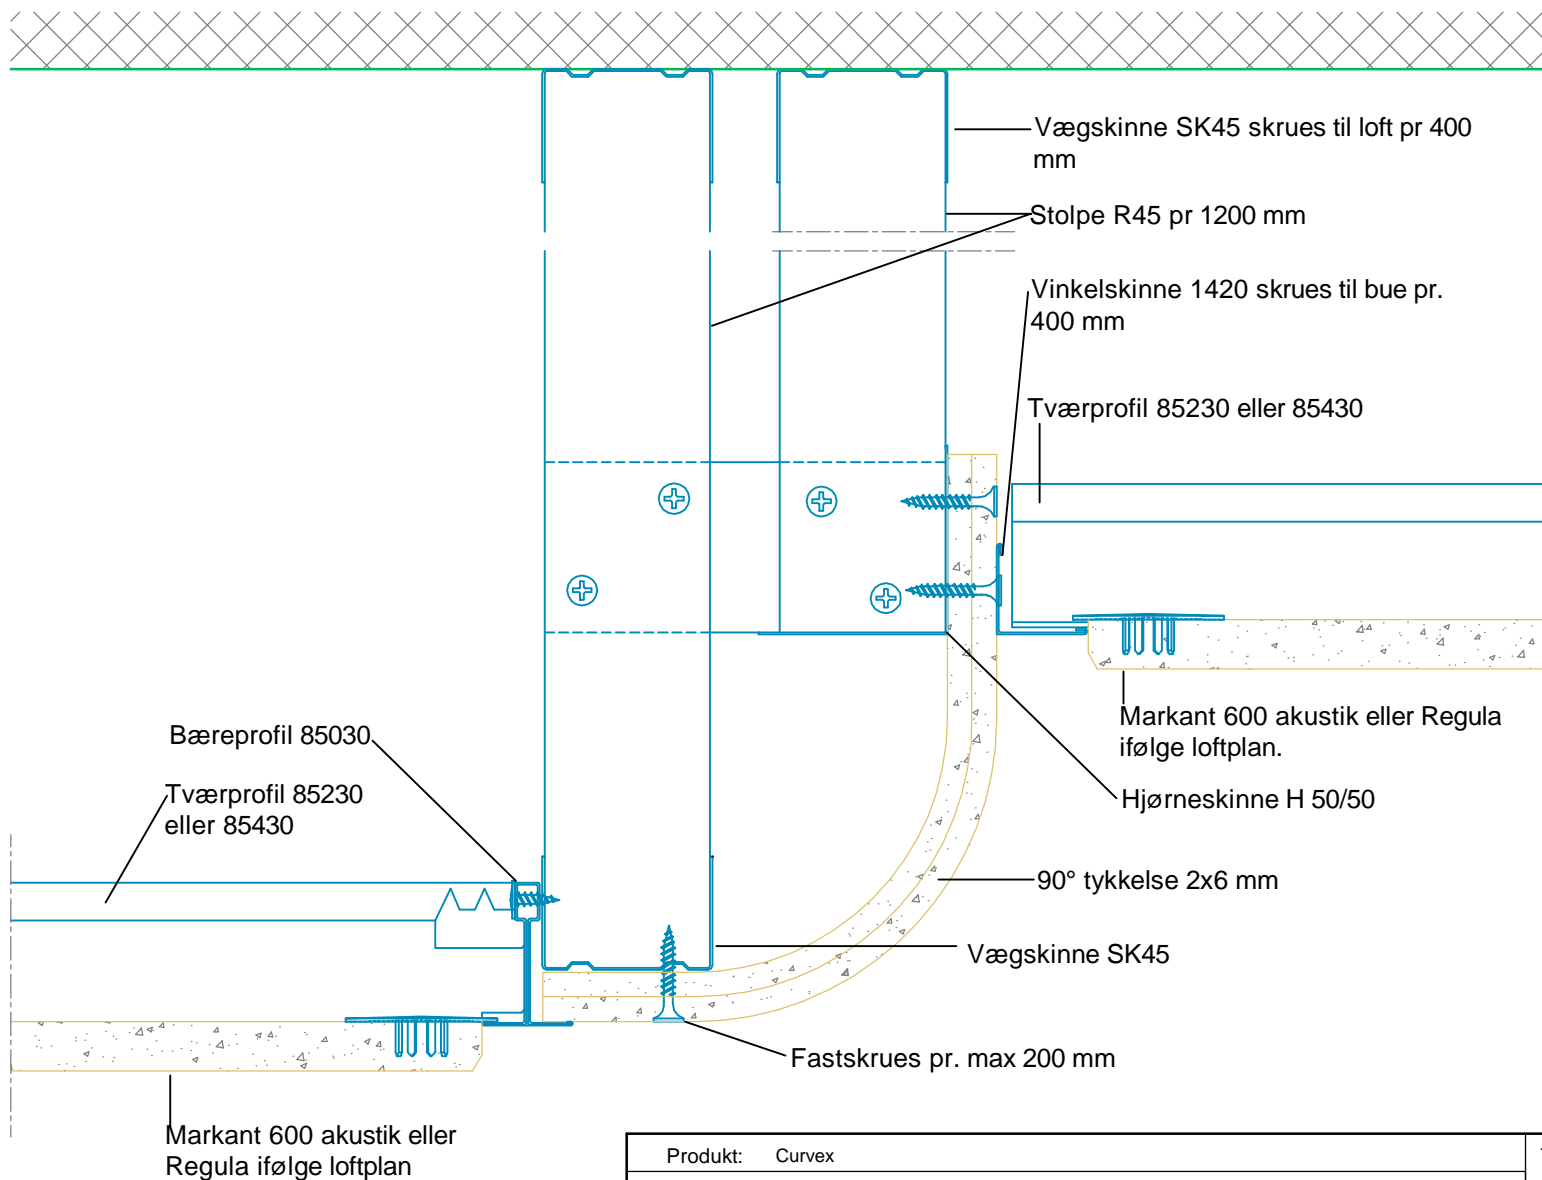 Vægskinne SK45 skrues til loft pr 400
mm
Stolpe R45 pr 1200 mm
Vinkelskinne 1420 skrues til bue pr.
400 mm
Tværprofil 85230 eller 85430
Markant 600 akustik eller Regula
ifølge loftplan.
Bæreprofil 85030
Tværprofil 85230
eller 85430
Hjørneskinne H 50/50
90° tykkelse 2x6 mm
Vægskinne SK45
Fastskrues pr. max 200 mm
Markant 600 akustik eller
Regula ifølge loftplan
Produkt: Curvex